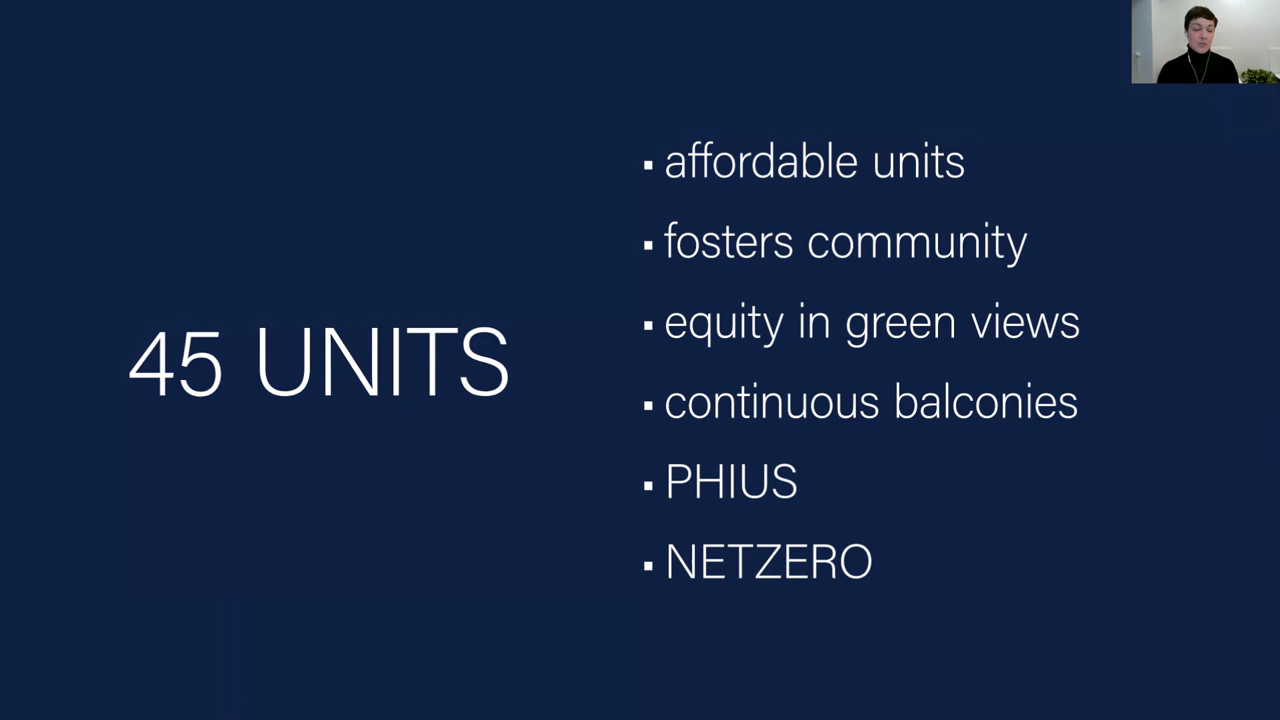 45 UNITS
▪ affordable units
▪ fosters community
▪ equity in green views
▪ continuous balconies
▪ PHIUS
▪ NETZERO